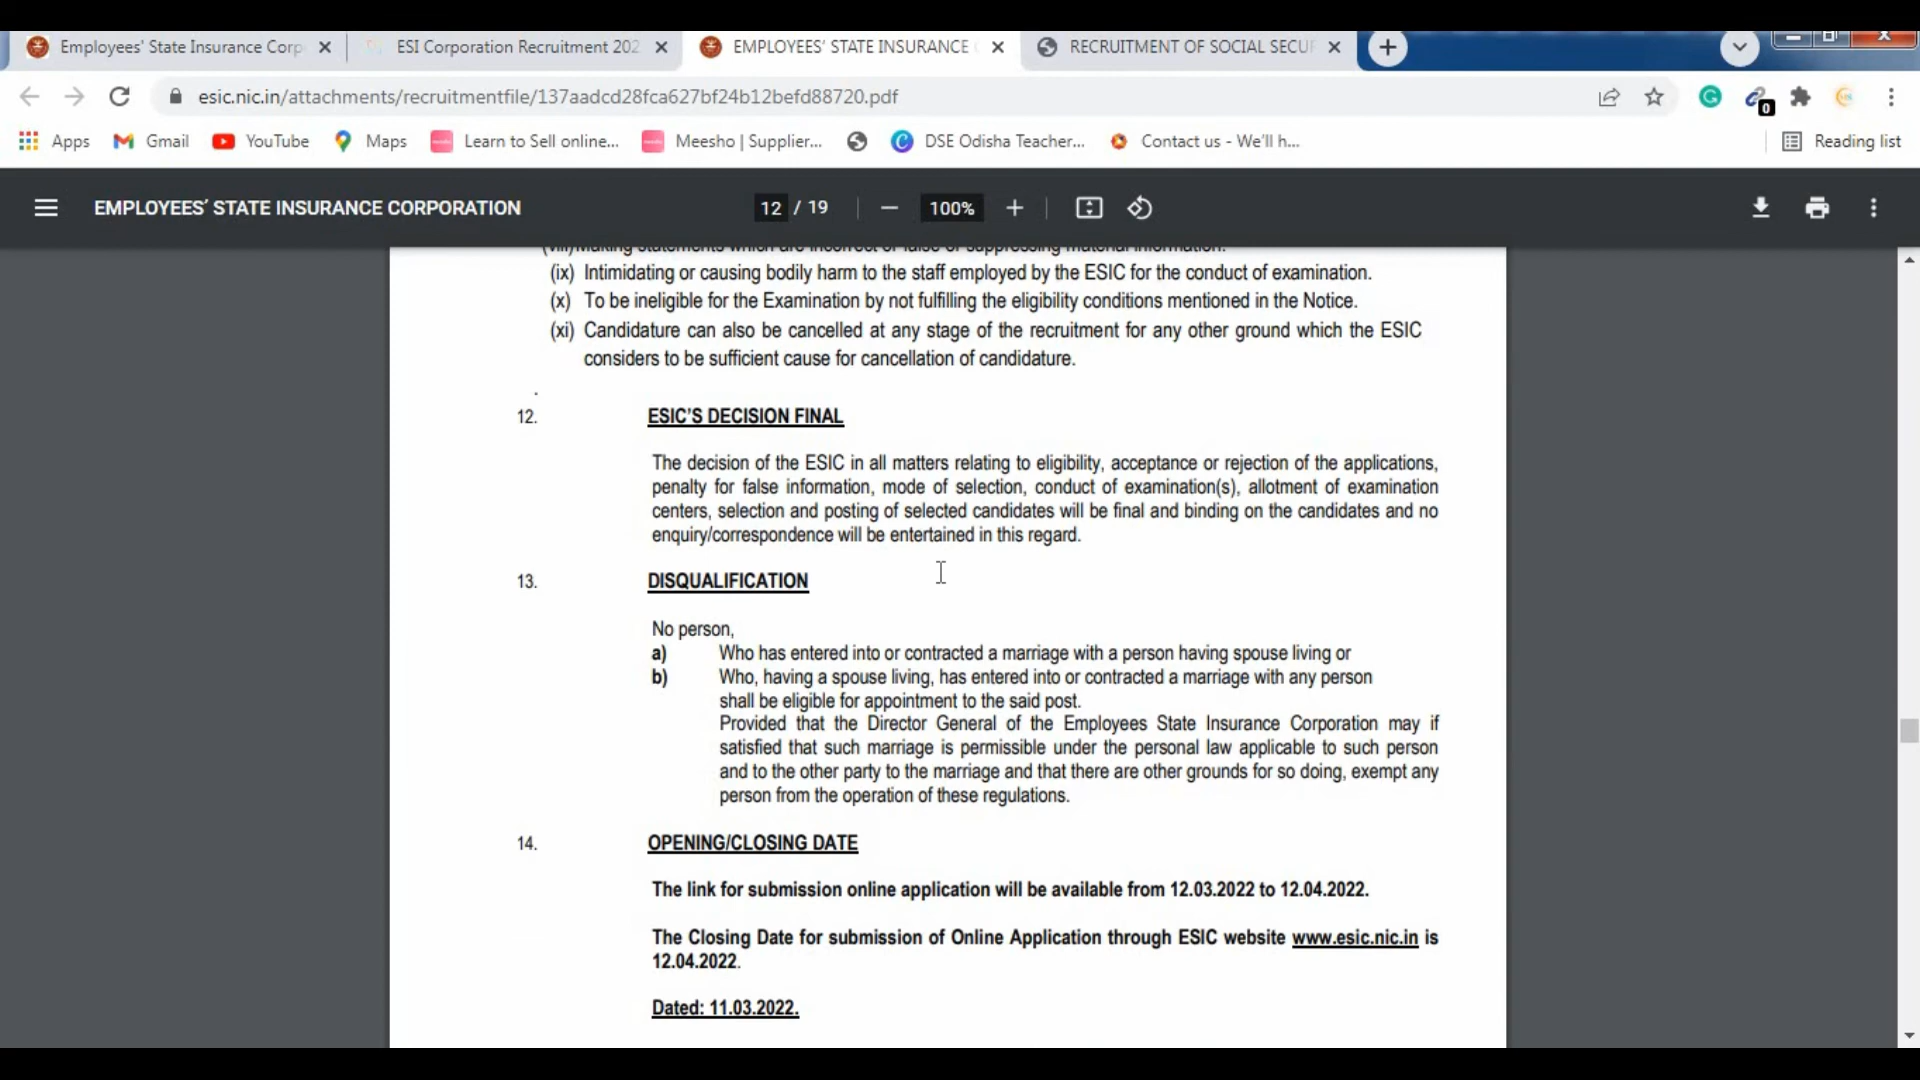 Employees' State Insurance Corp
ESI Corporation Recruitment 202
EMPLOYEES' STATE INSURANCE
RECRUITMENT OF SOCIAL SECU
esic.nic.in/attachments/recruitmentfile/137aadcd28fca627bf24b12befd88720.pdf
0
Apps
Gmail
YouTube
Maps
Learn to Sell online...
Meesho | Supplier...
DSE Odisha Teacher...
Contact us - We'll h...
Reading list
EMPLOYEES' STATE INSURANCE CORPORATION
12 / 19
100%
(viii)Making statements which are incorrect or false or suppressing material information.
(ix) Intimidating or causing bodily harm to the staff employed by the ESIC for the conduct of examination.
(x) To be ineligible for the Examination by not fulfilling the eligibility conditions mentioned in the Notice.
(xi) Candidature can also be cancelled at any stage of the recruitment for any other ground which the ESIC
considers to be sufficient cause for cancellation of candidature.
.
12. ESIC'S DECISION FINAL
The decision of the ESIC in all matters relating to eligibility, acceptance or rejection of the applications,
penalty for false information, mode of selection, conduct of examination(s), allotment of examination
centers, selection and posting of selected candidates will be final and binding on the candidates and no
enquiry/correspondence will be entertained in this regard.
13. DISQUALIFICATION
No person,
a) Who has entered into or contracted a marriage with a person having spouse living or
b) Who, having a spouse living, has entered into or contracted a marriage with any person
shall be eligible for appointment to the said post.
Provided that the Director General of the Employees State Insurance Corporation may if
satisfied that such marriage is permissible under the personal law applicable to such person
and to the other party to the marriage and that there are other grounds for so doing, exempt any
person from the operation of these regulations.
14. OPENING/CLOSING DATE
The link for submission online application will be available from 12.03.2022 to 12.04.2022.
The Closing Date for submission of Online Application through ESIC website www.esic.nic.in is
12.04.2022.
Dated: 11.03.2022.